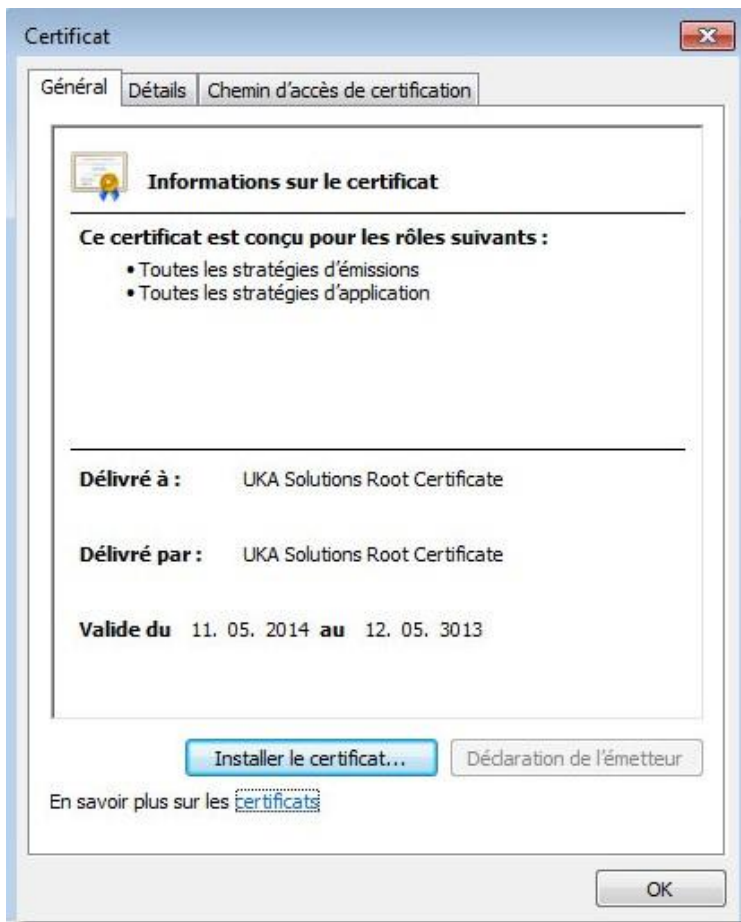 Certificat
Général Détails Chemin d'accès de certification
Informations sur le certificat
Ce certificat est conçu pour les rôles suivants :
• Toutes les stratégies d'émissions
• Toutes les stratégies d'application
Délivré à : UKA Solutions Root Certificate
Délivré par : UKA Solutions Root Certificate
Valide du 11. 05. 2014 au 12. 05. 3013
Installer le certificat... Déclaration de l'émetteur
En savoir plus sur les certificats
OK